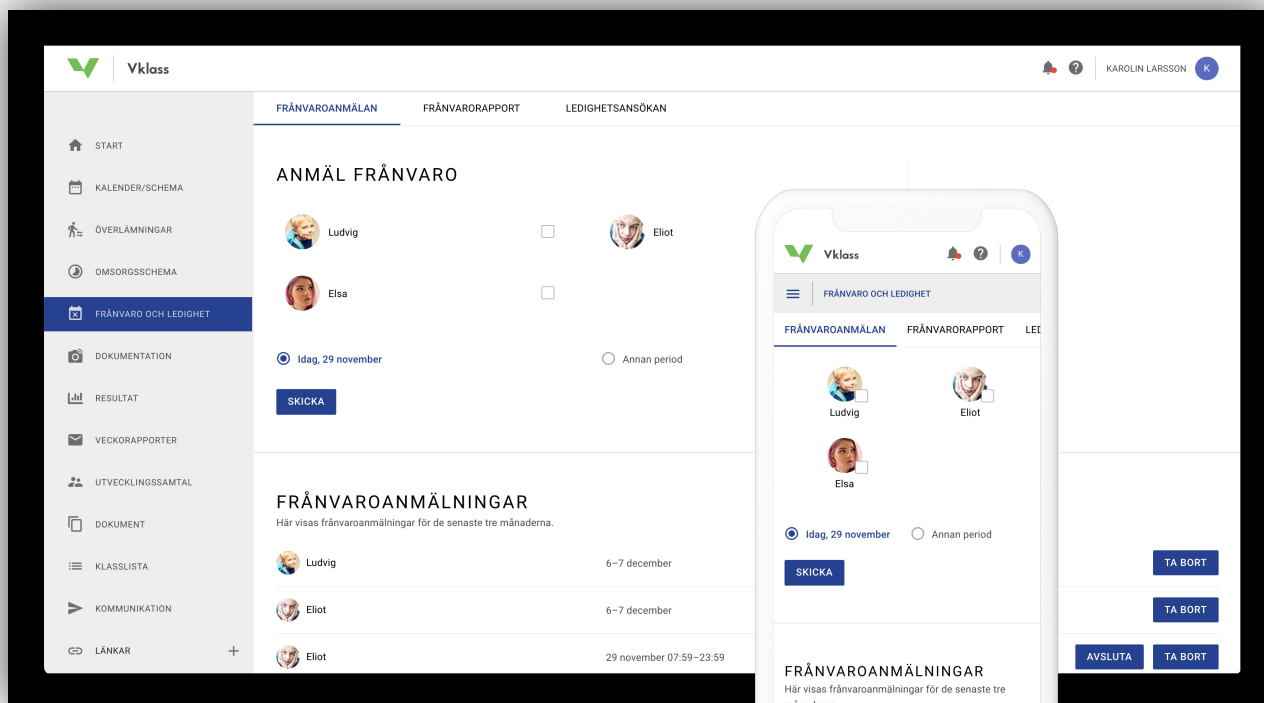 Vklass
KAROLIN LARSSON
K
FRÅNVAROANMÄLAN
FRÅNVARORAPPORT
LEDIGHETSANSÖKAN
START
KALENDER/SCHEMA
ÖVERLÄMNINGAR
OMSORGSSCHEMA
FRÅNVARO OCH LEDIGHET
DOKUMENTATION
RESULTAT
VECKORAPPORTER
UTVECKLINGSSAMTAL
DOKUMENT
KLASSLISTA
KOMMUNIKATION
LÄNKAR +
ANMÄL FRÅNVARO
Ludvig
Eliot
Elsa
Idag, 29 november
Annan period
SKICKA
FRÅNVAROANMÄLNINGAR
Här visas frånvaroanmälningar för de senaste tre månaderna.
Ludvig 6–7 december TA BORT
Eliot 6–7 december TA BORT
Eliot 29 november 07:59–23:59 AVSLUTA TA BORT
Vklass
K
FRÅNVARO OCH LEDIGHET
FRÅNVAROANMÄLAN
FRÅNVARORAPPORT
LED
Ludvig
Eliot
Elsa
Idag, 29 november
Annan period
SKICKA
FRÅNVAROANMÄLNINGAR
Här visas frånvaroanmälningar för de senaste tre